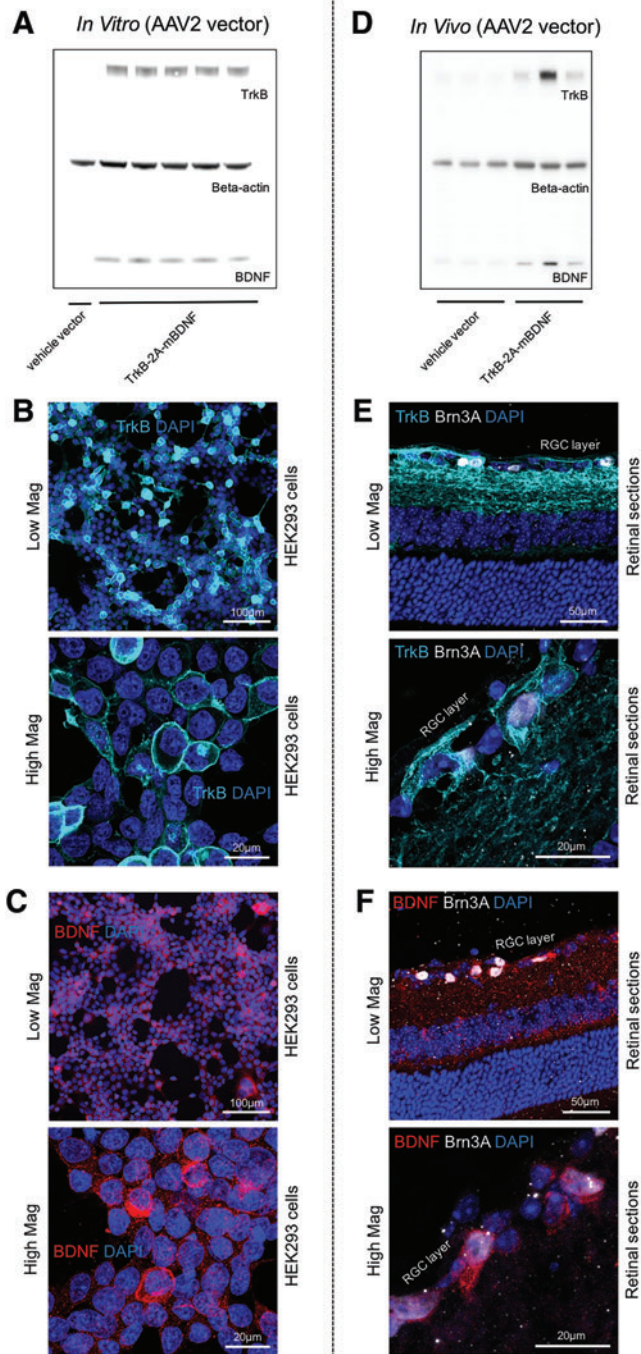 A
In Vitro (AAV2 vector)
TrkB
Beta-actin
BDNF
vehicle vector
TrkB-2A-mBDNF
B
TrkB DAPI
Low Mag
HEK293 cells
100µm
High Mag
HEK293 cells
TrkB DAPI
20µm
C
BDNF DAPI
Low Mag
HEK293 cells
100µm
High Mag
HEK293 cells
BDNF DAPI
20µm
D
In Vivo (AAV2 vector)
TrkB
Beta-actin
BDNF
vehicle vector
TrkB-2A-mBDNF
E
TrkB Brn3A DAPI
RGC layer
Low Mag
Retinal sections
50µm
TrkB Brn3A DAPI
RGC layer
High Mag
Retinal sections
20µm
F
BDNF Brn3A DAPI
RGC layer
Low Mag
Retinal sections
50µm
BDNF Brn3A DAPI
RGC layer
High Mag
Retinal sections
20µm